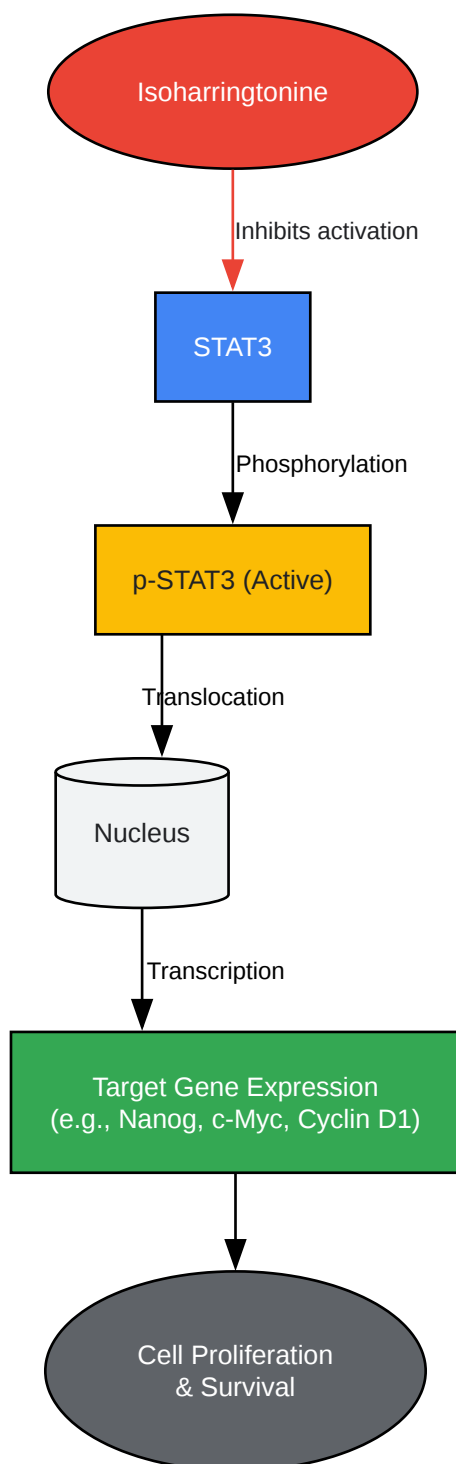 Isoharringtonine
Inhibits activation
STAT3
Phosphorylation
p-STAT3 (Active)
Translocation
Nucleus
Transcription
Target Gene Expression
(e.g., Nanog, c-Myc, Cyclin D1)
Cell Proliferation
& Survival